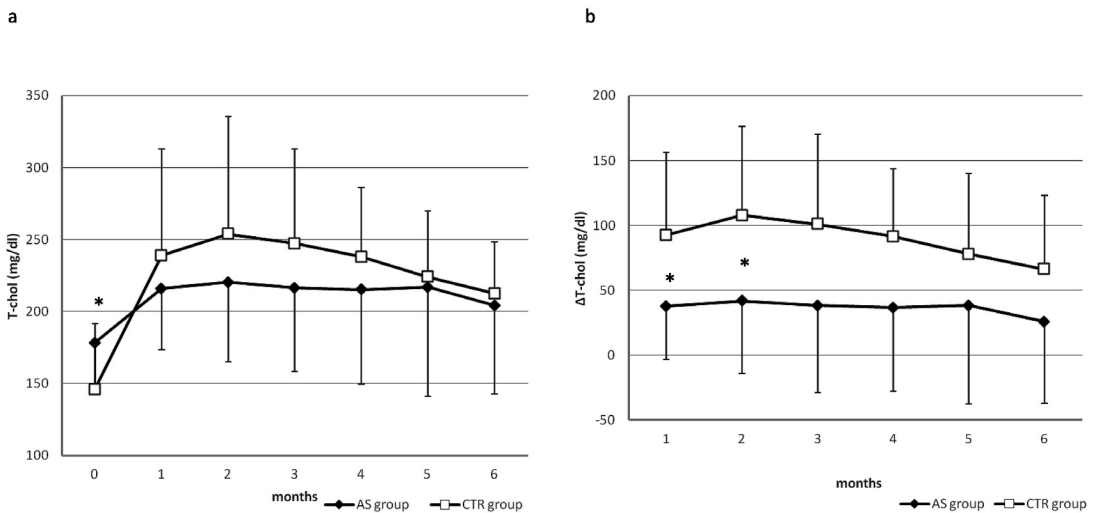 a
T-chol (mg/dl)
350
300
250
200
150
100
*
0 1 2 3 4 5 6
months
AS group CTR group
b
ΔT-chol (mg/dl)
200
150
100
50
0
-50
* *
1 2 3 4 5 6
months
AS group CTR group